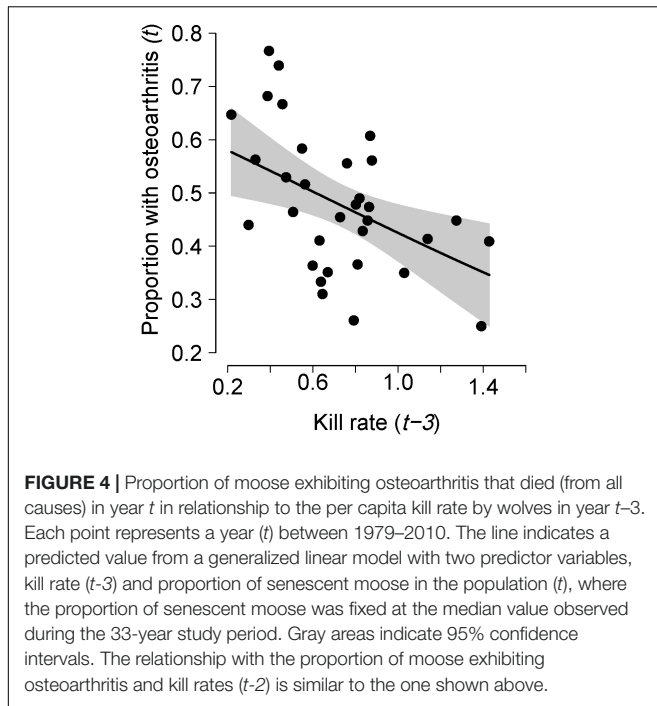 0.8
0.7
0.6
0.5
0.4
0.3
0.2
Proportion with osteoarthritis (t)
0.2 0.6 1.0 1.4
Kill rate (t−3)
FIGURE 4 | Proportion of moose exhibiting osteoarthritis that died (from all
causes) in year t in relationship to the per capita kill rate by wolves in year t–3.
Each point represents a year (t) between 1979–2010. The line indicates a
predicted value from a generalized linear model with two predictor variables,
kill rate (t-3) and proportion of senescent moose in the population (t), where
the proportion of senescent moose was fixed at the median value observed
during the 33-year study period. Gray areas indicate 95% confidence
intervals. The relationship with the proportion of moose exhibiting
osteoarthritis and kill rates (t-2) is similar to the one shown above.